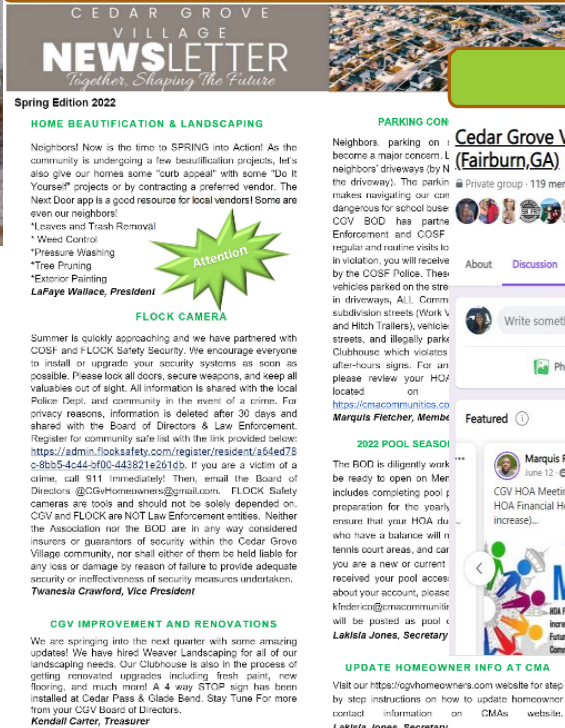 CEDAR GROVE
VILLAGE
NEWSLETTER
Together, Shaping The Future
Spring Edition 2022
HOME BEAUTIFICATION & LANDSCAPING
Neighbors! Now is the time to SPRING into Action! As the
community is undergoing a few beautification projects, let's
also give our homes some "curb appeal" with some "Do It
Yourself" projects or by contracting a preferred vendor. The
Next Door app is a good resource for local vendors! Some are
even our neighbors!
*Leaves and Trash Removal
* Weed Control
*Pressure Washing
*Tree Pruning
*Exterior Painting
LaFaye Wallace, President
Attention
FLOCK CAMERA
Summer is quickly approaching and we have partnered with
COSF and FLOCK Safety Security. We encourage everyone
to install or upgrade your security systems as soon as
possible. Please lock all doors, secure weapons, and keep all
valuables out of sight. All information is shared with the local
Police Dept. and community in the event of a crime. For
privacy reasons, information is deleted after 30 days and
shared with the Board of Directors & Law Enforcement.
Register for community safe list with the link provided below:
https://admin.flocksafety.com/register/resident/a64ed78
c-8bb5-4c44-bf00-443821e261db. If you are a victim of a
crime, call 911 Immediately! Then, email the Board of
Directors @CGvHomeowners@gmail.com. FLOCK Safety
cameras are tools and should not be solely depended on.
CGV and FLOCK are NOT Law Enforcement entities. Neither
the Association nor the BOD are in any way considered
insurers or guarantors of security within the Cedar Grove
Village community, nor shall either of them be held liable for
any loss or damage by reason of failure to provide adequate
security or ineffectiveness of security measures undertaken.
Twanesia Crawford, Vice President
CGV IMPROVEMENT AND RENOVATIONS
We are springing into the next quarter with some amazing
updates! We have hired Weaver Landscaping for all of our
landscaping needs. Our Clubhouse is also in the process of
getting renovated upgrades including fresh paint, new
flooring, and much more! A 4 way STOP sign has been
installed at Cedar Pass & Glade Bend. Stay Tune For more
from your CGV Board of Directors.
Kendall Carter, Treasurer
PARKING CON
Neighbors, parking on
become a major concern. L
neighbors' driveways (by N
the driveway). The parkin
makes navigating our con
dangerous for school buse
CGV BOD has partne
Enforcement and COSF
regular and routine visits to
in violation, you will receive
by the COSF Police. These
vehicles parked on the stre
in driveways, ALL Comm
subdivision streets (Work V
and Hitch Trailers), vehicle
streets, and illegally parke
Clubhouse which violates
after-hours signs. For an
please review your HOA
located on
https://cmacommunities.co
Marquis Fletcher, Membe
2022 POOL SEASO
The BOD is diligently work
be ready to open on Mem
includes completing pool p
preparation for the yearly
ensure that your HOA du
who have a balance will n
tennis court areas, and car
you are a new or current
received your pool access
about your account, please
kfederico@cmacommunitie
will be posted as pool o
Lakisla Jones, Secretary
UPDATE HOMEOWNER INFO AT CMA
Visit our https://cgvhomeowners.com website for step
by step instructions on how to update homeowner
contact information on CMAs website.
Lakisla Jones, Secretary
Cedar Grove V
(Fairburn,GA)
Private group · 119 mem
About Discussion
Write someth
Ph
Featured
Marquis F
June 12 ·
CGV HOA Meetin
HOA Financial He
increase)...
M
HOA F
incre
Futur
Comm